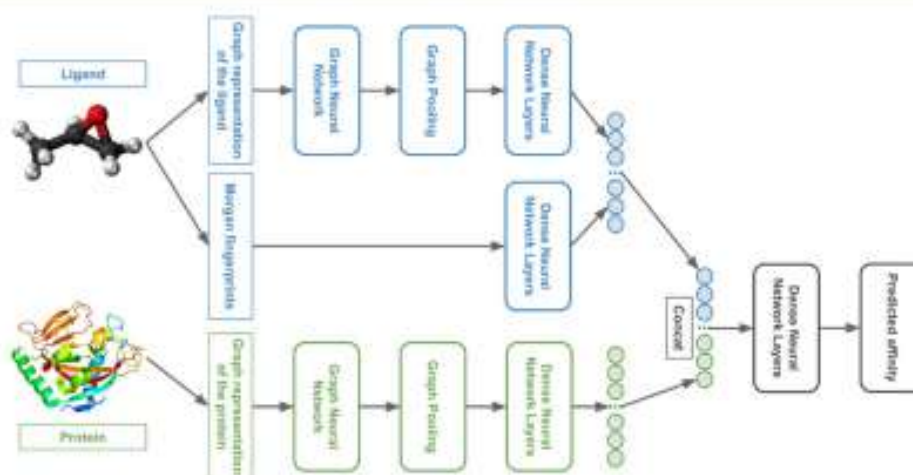 Ligand
Graph representation
of the ligand
Graph Neural
Network
Graph Pooling
Dense Neural
Network Layers
Morgan fingerprints
Dense Neural
Network Layers
Concat
Dense Neural
Network Layers
Predicted affinity
Protein
Graph representation
of the protein
Graph Neural
Network
Graph Pooling
Dense Neural
Network Layers